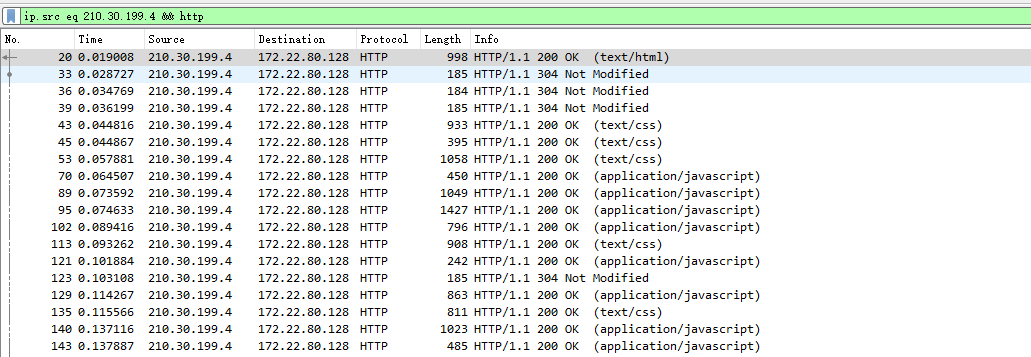 ip.src eq 210.30.199.4 && http
No. Time Source Destination Protocol Length Info
20 0.019008 210.30.199.4 172.22.80.128 HTTP 998 HTTP/1.1 200 OK (text/html)
33 0.028727 210.30.199.4 172.22.80.128 HTTP 185 HTTP/1.1 304 Not Modified
36 0.034769 210.30.199.4 172.22.80.128 HTTP 184 HTTP/1.1 304 Not Modified
39 0.036199 210.30.199.4 172.22.80.128 HTTP 185 HTTP/1.1 304 Not Modified
43 0.044816 210.30.199.4 172.22.80.128 HTTP 933 HTTP/1.1 200 OK (text/css)
45 0.044867 210.30.199.4 172.22.80.128 HTTP 395 HTTP/1.1 200 OK (text/css)
53 0.057881 210.30.199.4 172.22.80.128 HTTP 1058 HTTP/1.1 200 OK (text/css)
70 0.064507 210.30.199.4 172.22.80.128 HTTP 450 HTTP/1.1 200 OK (application/javascript)
89 0.073592 210.30.199.4 172.22.80.128 HTTP 1049 HTTP/1.1 200 OK (application/javascript)
95 0.074633 210.30.199.4 172.22.80.128 HTTP 1427 HTTP/1.1 200 OK (application/javascript)
102 0.089416 210.30.199.4 172.22.80.128 HTTP 796 HTTP/1.1 200 OK (application/javascript)
113 0.093262 210.30.199.4 172.22.80.128 HTTP 908 HTTP/1.1 200 OK (text/css)
121 0.101884 210.30.199.4 172.22.80.128 HTTP 242 HTTP/1.1 200 OK (application/javascript)
123 0.103108 210.30.199.4 172.22.80.128 HTTP 185 HTTP/1.1 304 Not Modified
129 0.114267 210.30.199.4 172.22.80.128 HTTP 863 HTTP/1.1 200 OK (application/javascript)
135 0.115566 210.30.199.4 172.22.80.128 HTTP 811 HTTP/1.1 200 OK (text/css)
140 0.137116 210.30.199.4 172.22.80.128 HTTP 1023 HTTP/1.1 200 OK (application/javascript)
143 0.137887 210.30.199.4 172.22.80.128 HTTP 485 HTTP/1.1 200 OK (application/javascript)